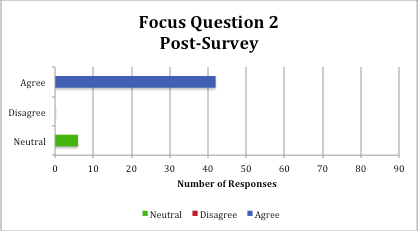 Focus Question 2
Post-Survey
Agree
Disagree
Neutral
0 10 20 30 40 50 60 70 80 90
Number of Responses
Neutral Disagree Agree